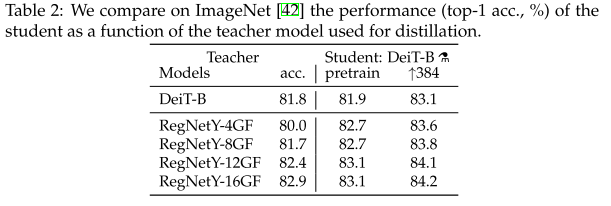 Table 2: We compare on ImageNet [42] the performance (top-1 acc., %) of the
student as a function of the teacher model used for distillation.
Teacher Student: DeiT-B ⚗
Models acc. pretrain ↑384
DeiT-B 81.8 81.9 83.1
RegNetY-4GF 80.0 82.7 83.6
RegNetY-8GF 81.7 82.7 83.8
RegNetY-12GF 82.4 83.1 84.1
RegNetY-16GF 82.9 83.1 84.2